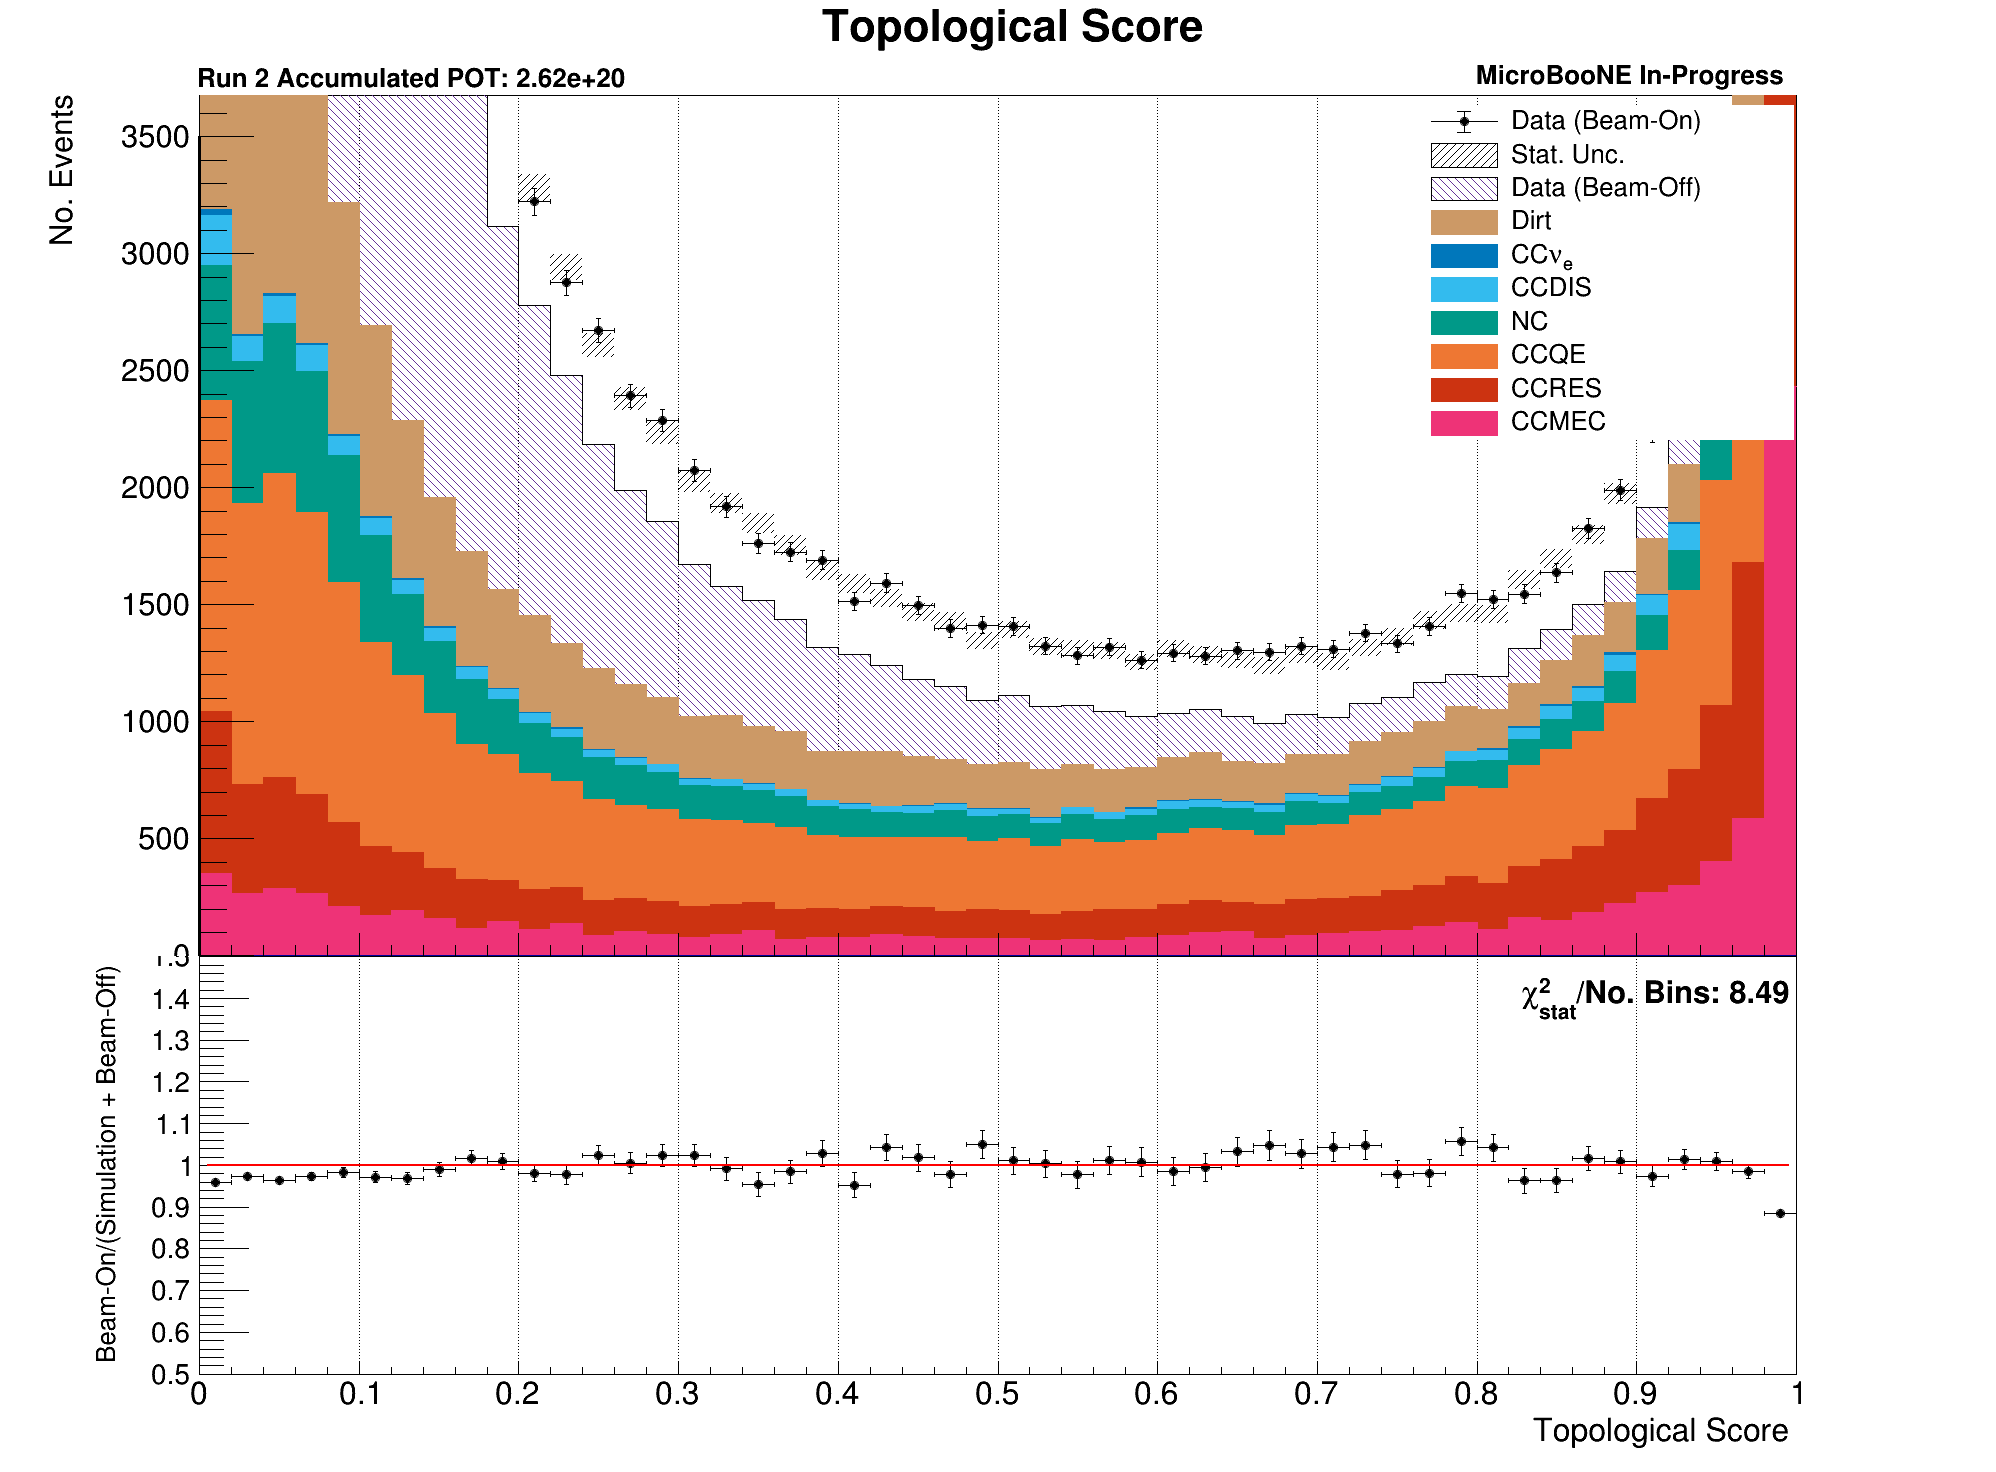 Topological Score
Run 2 Accumulated POT: 2.62e+20
MicroBooNE In-Progress
No. Events
3500
3000
2500
2000
1500
1000
500
0
Data (Beam-On)
Stat. Unc.
Data (Beam-Off)
Dirt
CCνe
CCDIS
NC
CCQE
CCRES
CCMEC
Beam-On/(Simulation + Beam-Off)
χ²stat/No. Bins: 8.49
1.5
1.4
1.3
1.2
1.1
1
0.9
0.8
0.7
0.6
0.5
0 0.1 0.2 0.3 0.4 0.5 0.6 0.7 0.8 0.9 1
Topological Score